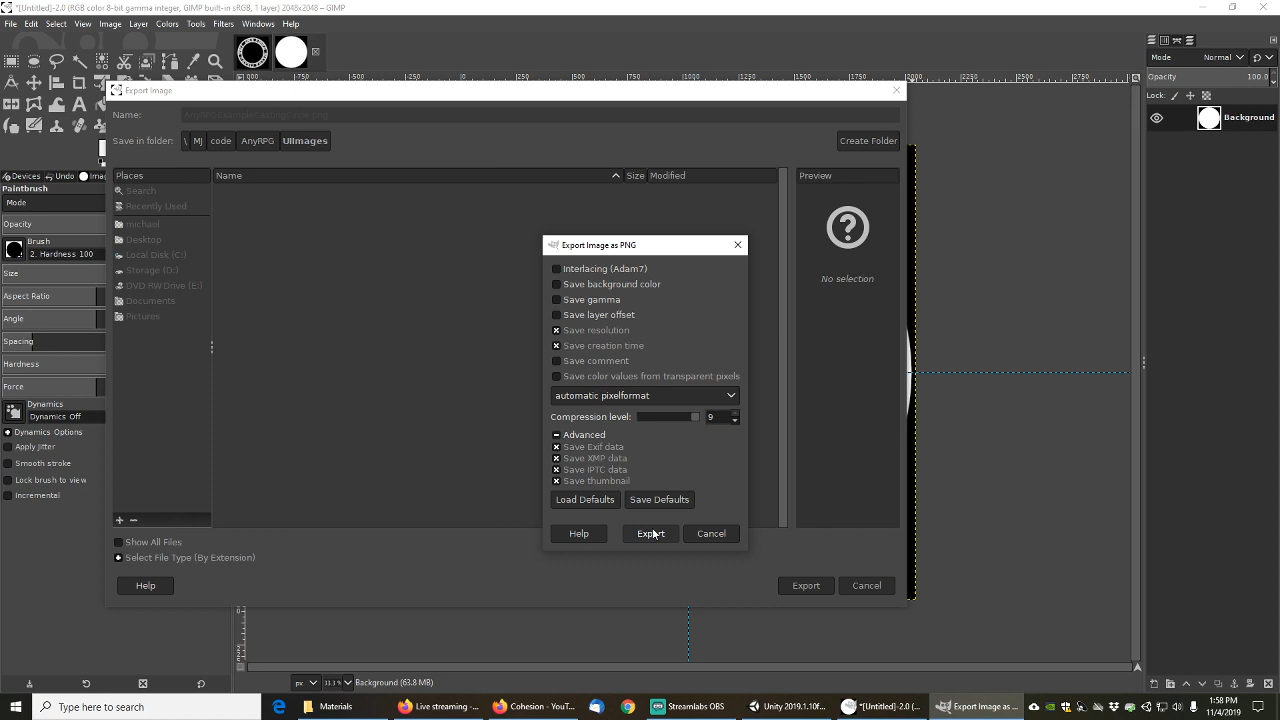 *[Untitled]-2.0 (RGB color 8-bit gamma integer, GIMP built-in sRGB, 1 layer) 2048x2048 – GIMP
File Edit Select View Image Layer Colors Tools Filters Windows Help
Mode Normal
Opacity 100.0
Lock:
Background
Export Image
Name: AnyRPGExampleCastingCircle.png
Save in folder: \ MJ code AnyRPG UIImages
Create Folder
Places
Search
Recently Used
michael
Desktop
Local Disk (C:)
Storage (D:)
DVD RW Drive (E:)
Documents
Pictures
Name Size Modified
Preview
No selection
Show All Files
Select File Type (By Extension)
Help Export Cancel
Export Image as PNG
Interlacing (Adam7)
Save background color
Save gamma
Save layer offset
Save resolution
Save creation time
Save comment
Save color values from transparent pixels
automatic pixelformat
Compression level: 9
Advanced
Save Exif data
Save XMP data
Save IPTC data
Save thumbnail
Load Defaults Save Defaults
Help Export Cancel
Devices Undo
Paintbrush
Mode
Opacity
Brush
2. Hardness 100
Size
Aspect Ratio
Angle
Spacing
Hardness
Force
Dynamics
Dynamics Off
Dynamics Options
Apply Jitter
Smooth stroke
Lock brush to view
Incremental
px 33.3 % Background (63.8 MB)
Type here to search
Materials
Live streaming -...
Cohesion - YouT...
Streamlabs OBS
Unity 2019.1.10f...
*[Untitled]-2.0 (...
Export Image as ...
1:58 PM
11/4/2019